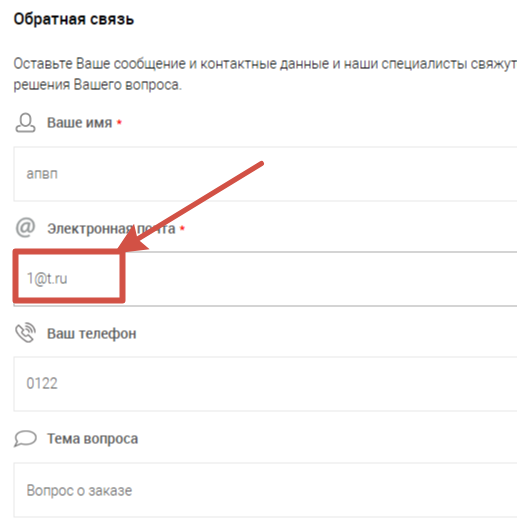 Обратная связь
Оставьте Ваше сообщение и контактные данные и наши специалисты свяжут
решения Вашего вопроса.
Ваше имя *
апвп
@ Электронная почта *
1@t.ru
Ваш телефон
0122
Тема вопроса
Вопрос о заказе